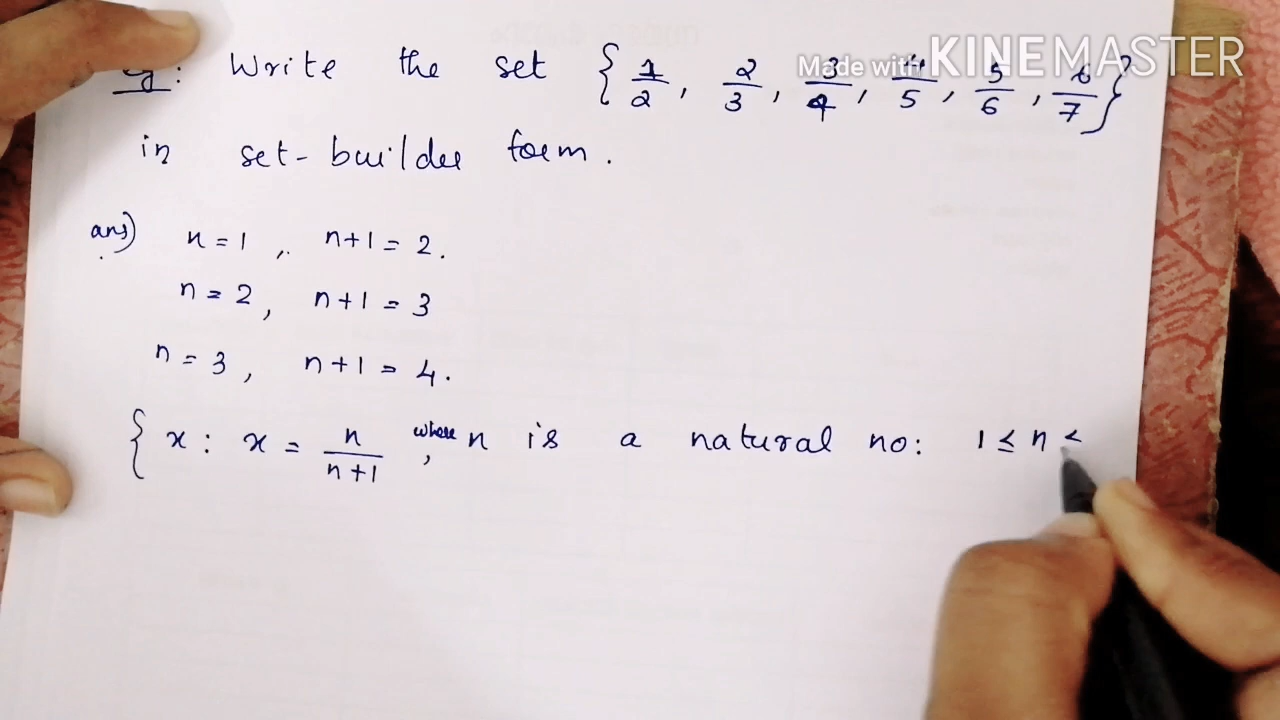 Made with KINEMASTER
Eg: Write the set { 1/2, 2/3, 3/4, 4/5, 5/6, 6/7 }
in set-builder form.
ans) n = 1, n+1 = 2.
n = 2, n+1 = 3
n = 3, n+1 = 4.
{ x : x = n/n+1, where n is a natural no: 1 ≤ n <